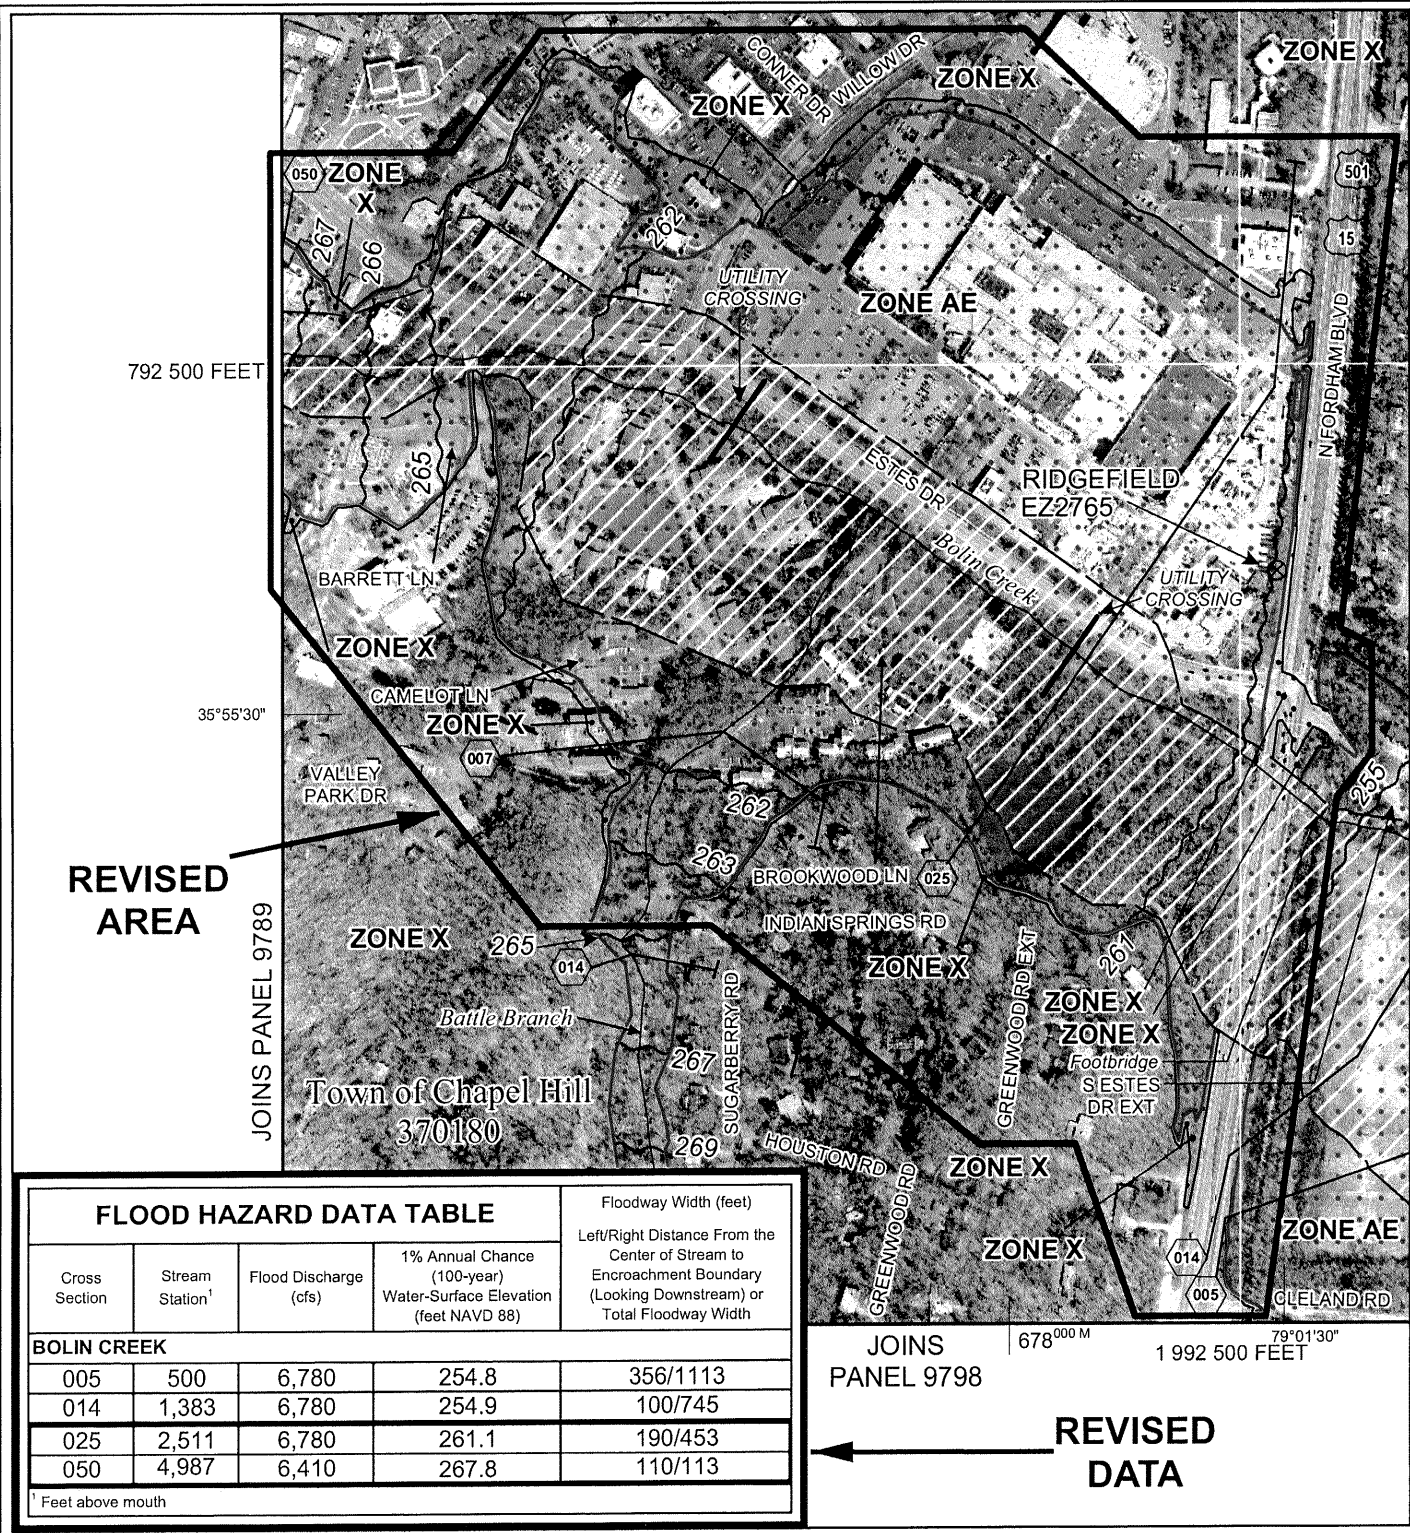 ZONE X
CONNER DR
WILLOW DR
ZONE X
ZONE X
050
ZONE
X
501
267
266
262
15
UTILITY
CROSSING
ZONE AE
N FORDHAM BLVD
792 500 FEET
265
ESTES DR
RIDGEFIELD
EZ2765
Bolin Creek
BARRETT LN
UTILITY
CROSSING
ZONE X
CAMELOT LN
35°55'30"
ZONE X
007
VALLEY
PARK DR
255
262
REVISED
AREA
263
BROOKWOOD LN
025
INDIAN SPRINGS RD
JOINS PANEL 9789
ZONE X
265
014
ZONE X
GREENWOOD RD EXT
261
ZONE X
ZONE X
Battle Branch
SUGARBERRY RD
267
Footbridge
S ESTES
DR EXT
Town of Chapel Hill
370180
269
HOUSTON RD
ZONE X
GREENWOOD RD
ZONE X
ZONE AE
014
005
CLELAND RD
FLOOD HAZARD DATA TABLE
Floodway Width (feet)
Left/Right Distance From the
Center of Stream to
Encroachment Boundary
(Looking Downstream) or
Total Floodway Width
Cross
Section
Stream
Station¹
Flood Discharge
(cfs)
1% Annual Chance
(100-year)
Water-Surface Elevation
(feet NAVD 88)
BOLIN CREEK
005 500 6,780 254.8 356/1113
014 1,383 6,780 254.9 100/745
025 2,511 6,780 261.1 190/453
050 4,987 6,410 267.8 110/113
¹ Feet above mouth
JOINS
PANEL 9798
678000 M
79°01'30"
1 992 500 FEET
REVISED
DATA